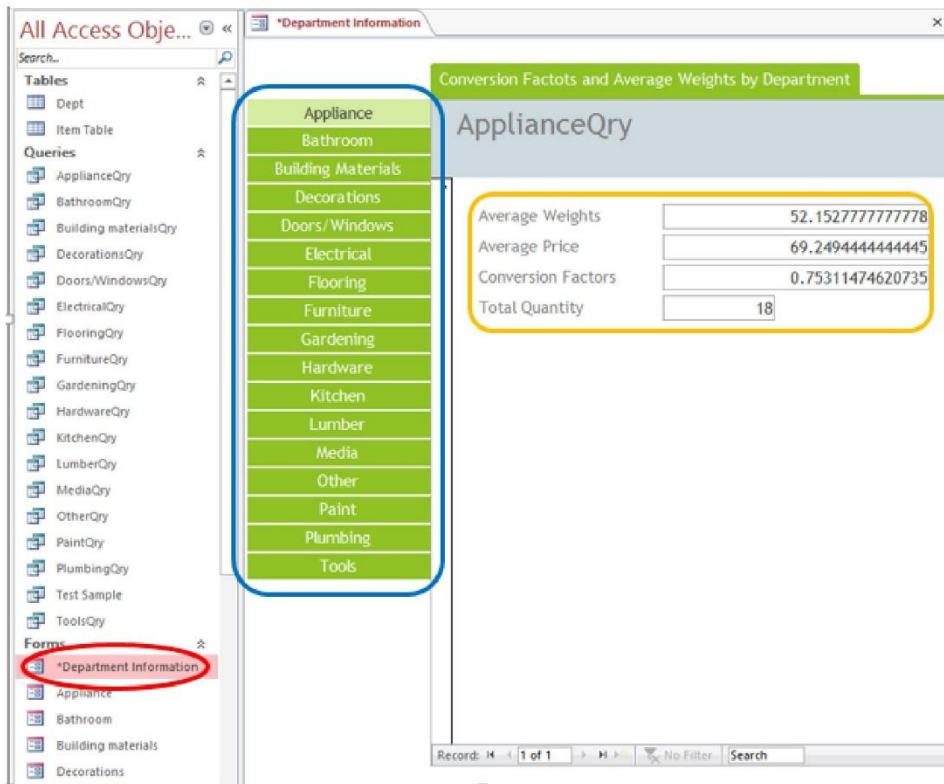 All Access Obje...
Search..
Tables
Dept
Item Table
Queries
ApplianceQry
BathroomQry
Building materialsQry
DecorationsQry
Doors/WindowsQry
ElectricalQry
FlooringQry
FurnitureQry
GardeningQry
HardwareQry
KitchenQry
LumberQry
MediaQry
OtherQry
PaintQry
PlumbingQry
Test Sample
ToolsQry
Forms
*Department Information
Appliance
Bathroom
Building materials
Decorations
*Department Information
Conversion Factots and Average Weights by Department
Appliance
Bathroom
Building Materials
Decorations
Doors/Windows
Electrical
Flooring
Furniture
Gardening
Hardware
Kitchen
Lumber
Media
Other
Paint
Plumbing
Tools
ApplianceQry
Average Weights 52.1527777777778
Average Price 69.2494444444445
Conversion Factors 0.75311474620735
Total Quantity 18
Record: 1 of 1 No Filter Search